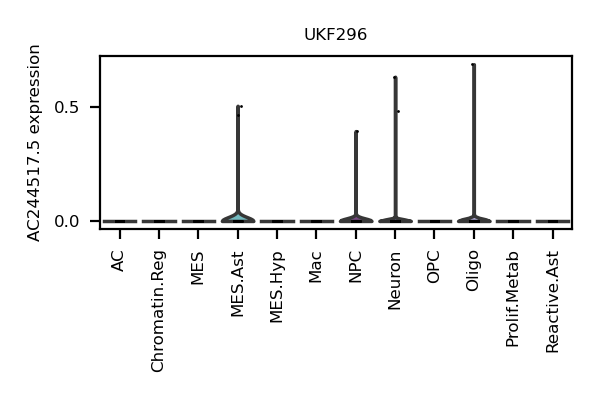 UKF296
AC244517.5 expression
0.5
0.0
AC
Chromatin.Reg
MES
MES.Ast
MES.Hyp
Mac
NPC
Neuron
OPC
Oligo
Prolif.Metab
Reactive.Ast